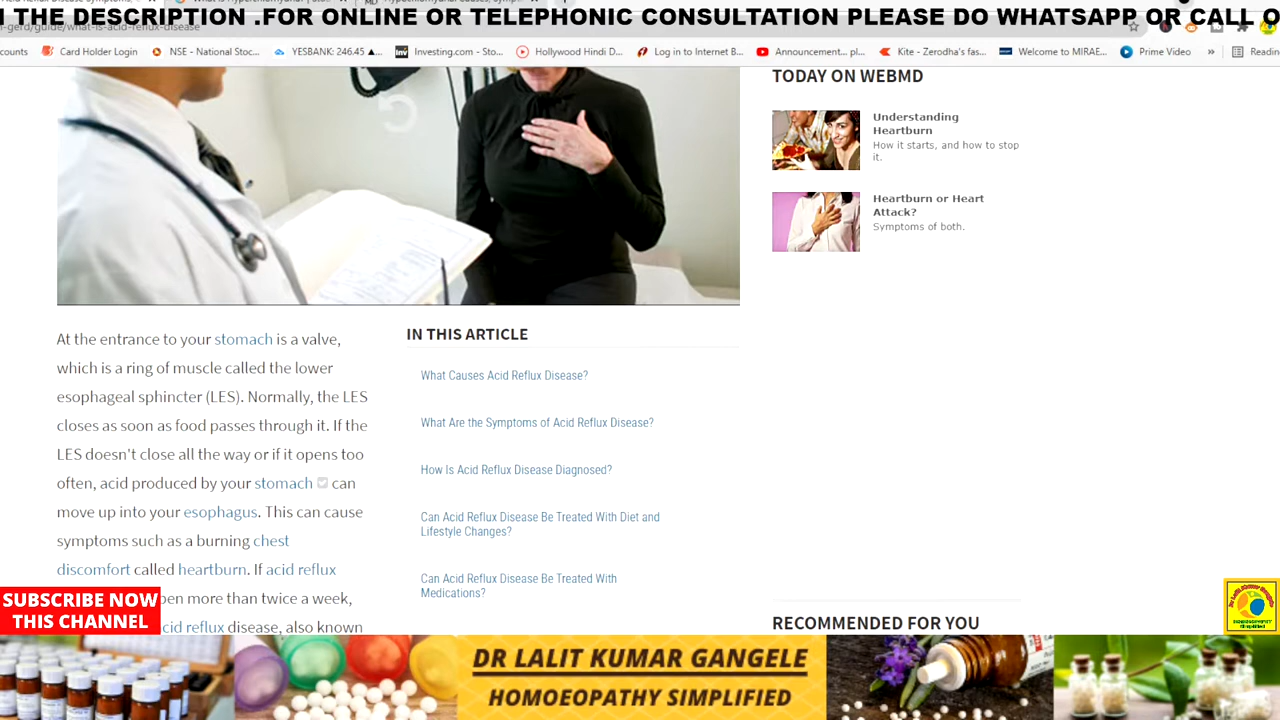 THE DESCRIPTION .FOR ONLINE OR TELEPHONIC CONSULTATION PLEASE DO WHATSAPP OR CALL O
n-gerd/guide/what-is-acid-reflux-disease
counts
Card Holder Login
NSE - National Stoc...
YESBANK: 246.45 ▲...
Investing.com - Sto...
Hollywood Hindi D...
Log in to Internet B...
Announcement... pl...
Kite - Zerodha's fas...
Welcome to MIRAL...
Prime Video
»
Readin
TODAY ON WEBMD
Understanding
Heartburn
How it starts, and how to stop
it.
Heartburn or Heart
Attack?
Symptoms of both.
At the entrance to your stomach is a valve,
which is a ring of muscle called the lower
esophageal sphincter (LES). Normally, the LES
closes as soon as food passes through it. If the
LES doesn't close all the way or if it opens too
often, acid produced by your stomach can
move up into your esophagus. This can cause
symptoms such as a burning chest
discomfort called heartburn. If acid reflux
pen more than twice a week,
cid reflux disease, also known
IN THIS ARTICLE
What Causes Acid Reflux Disease?
What Are the Symptoms of Acid Reflux Disease?
How Is Acid Reflux Disease Diagnosed?
Can Acid Reflux Disease Be Treated With Diet and
Lifestyle Changes?
Can Acid Reflux Disease Be Treated With
Medications?
RECOMMENDED FOR YOU
SUBSCRIBE NOW
THIS CHANNEL
DR LALIT KUMAR GANGELE
HOMOEOPATHY SIMPLIFIED